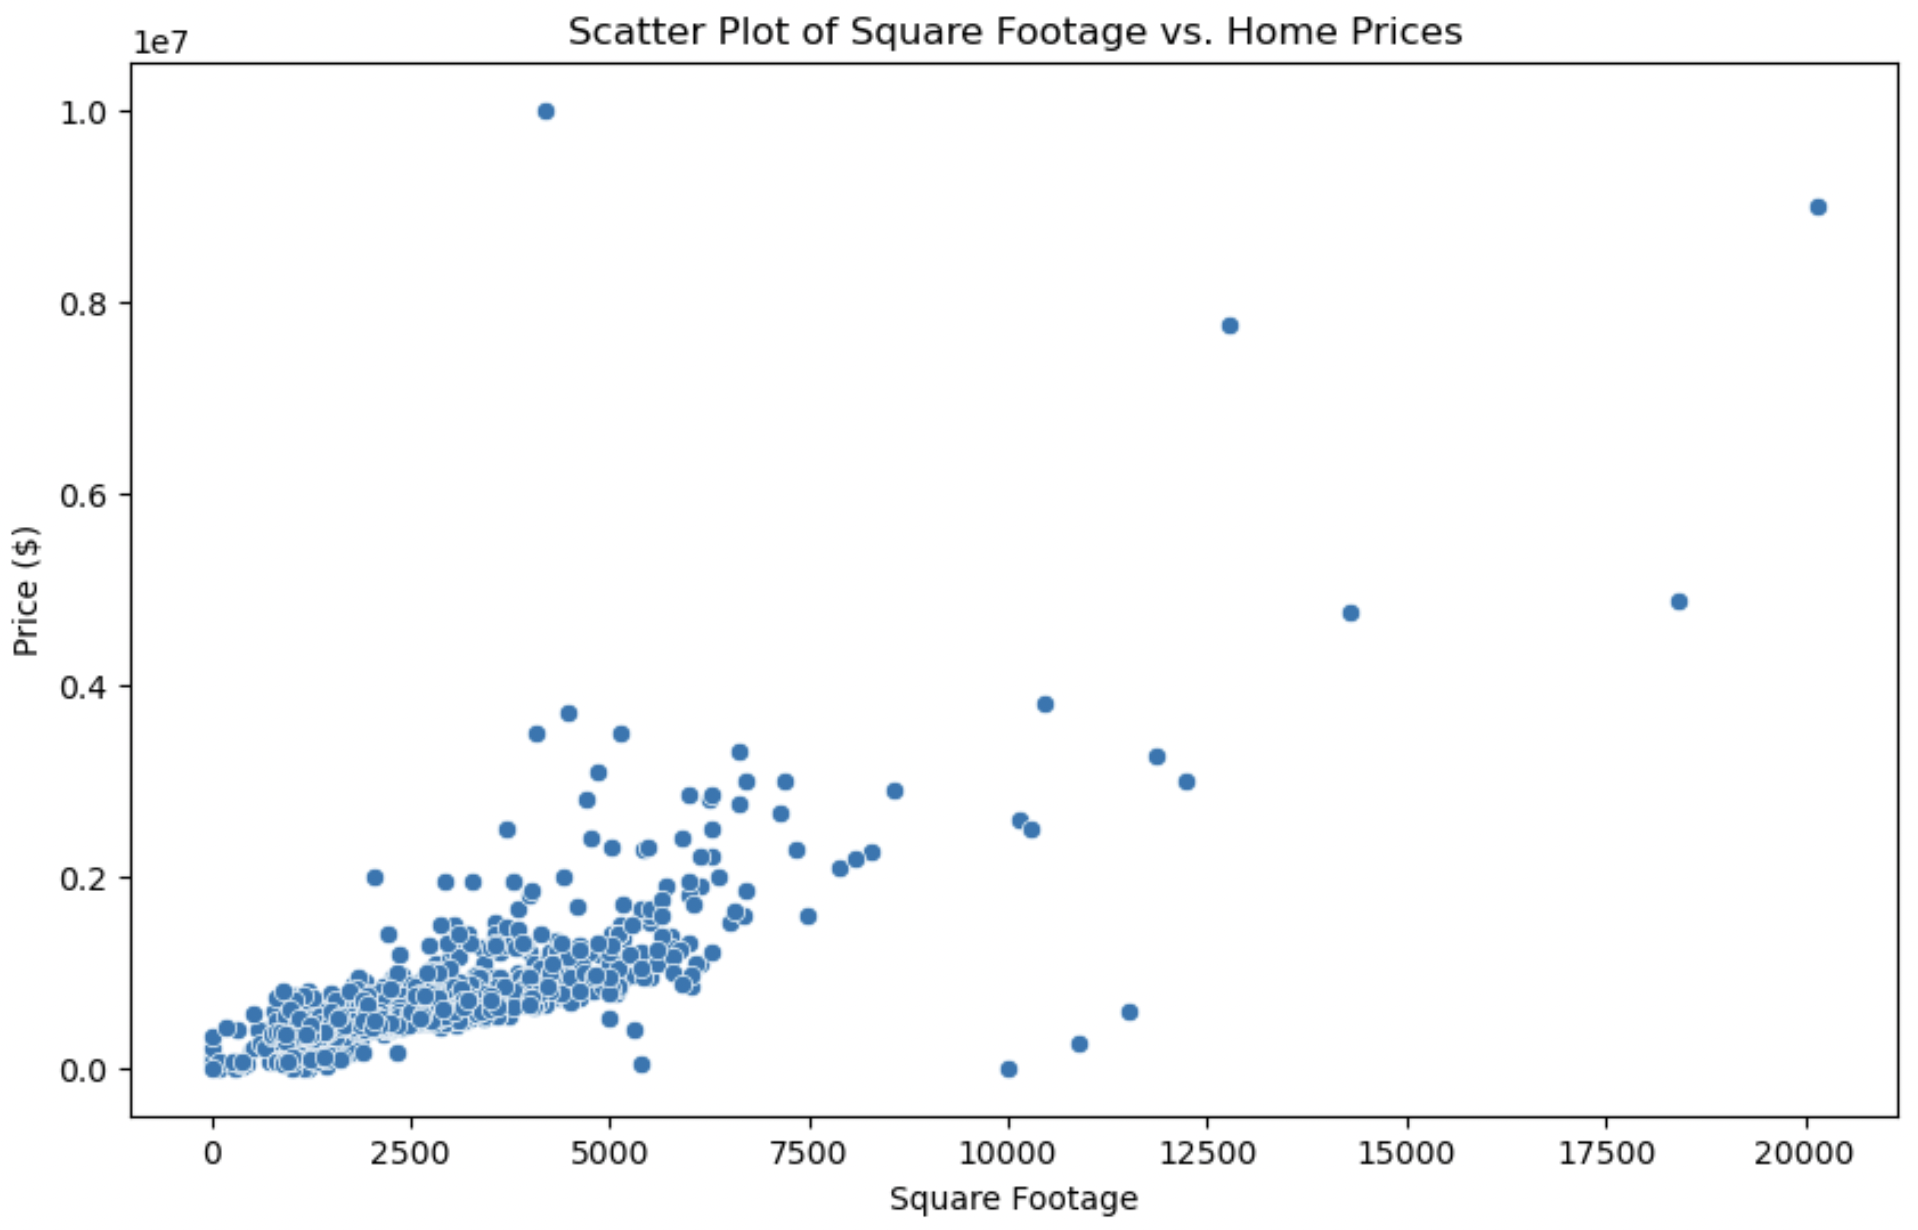 Scatter Plot of Square Footage vs. Home Prices
1e7
1.0
0.8
0.6
0.4
0.2
0.0
Price ($)
0 2500 5000 7500 10000 12500 15000 17500 20000
Square Footage